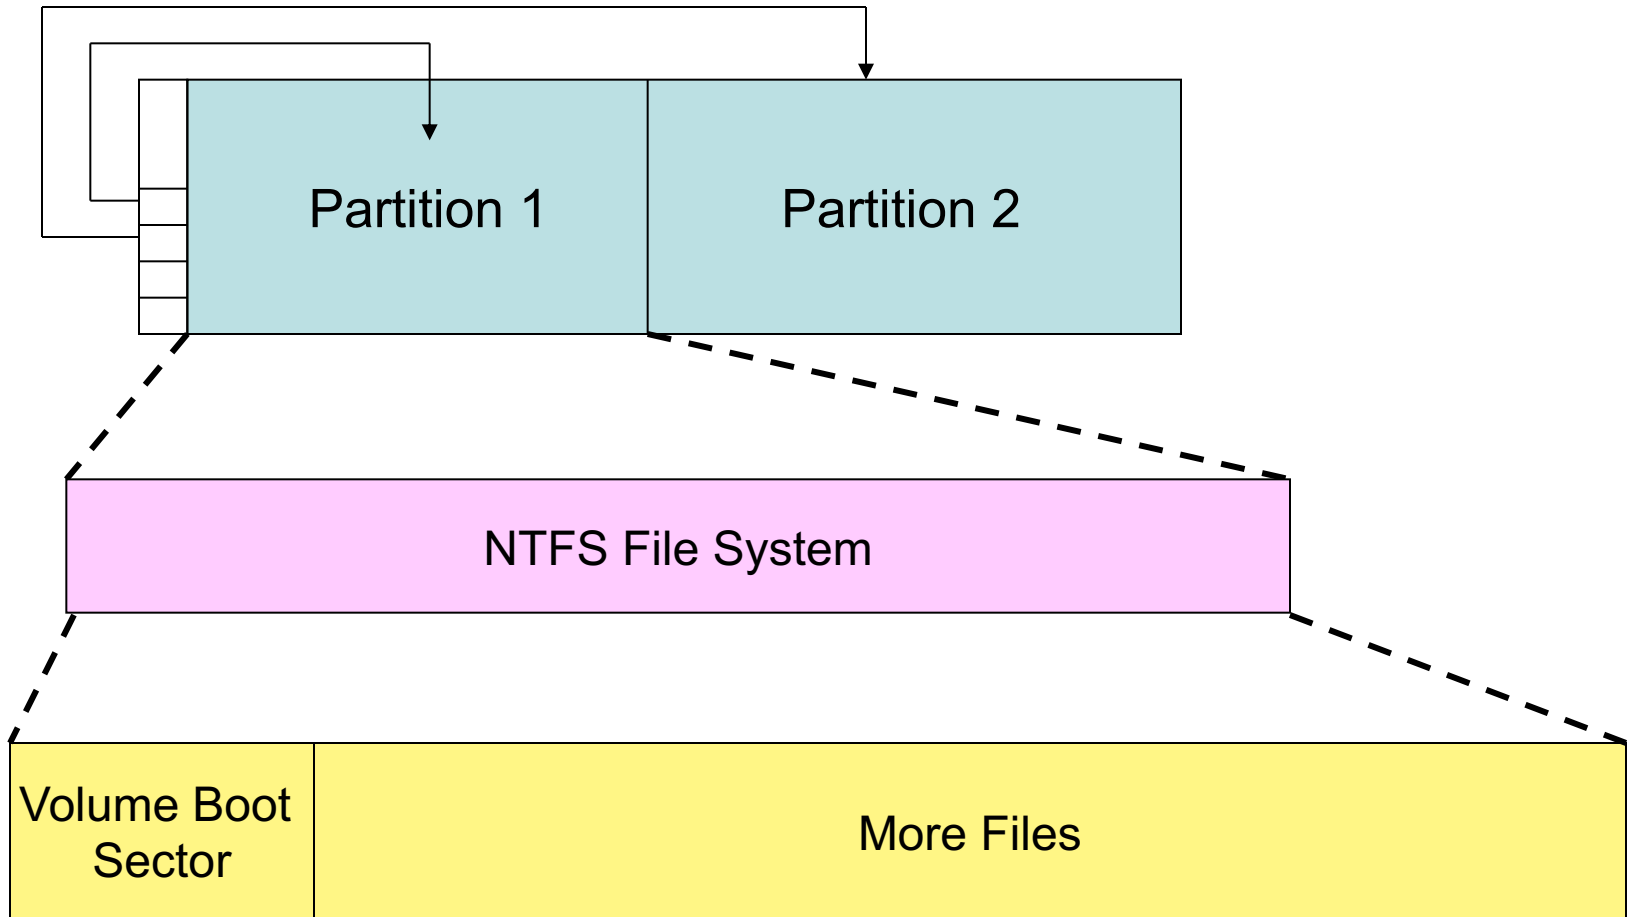 Partition 1
Partition 2
NTFS File System
Volume Boot
Sector
More Files